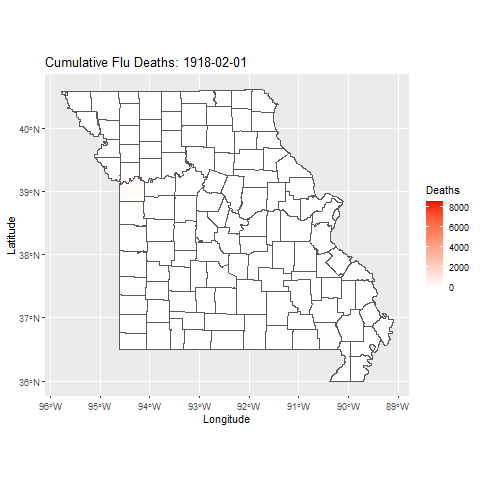 Cumulative Flu Deaths: 1918-02-01
40°N
39°N
38°N
37°N
36°N
Latitude
96°W 95°W 94°W 93°W 92°W 91°W 90°W 89°W
Longitude
Deaths
8000
6000
4000
2000
0